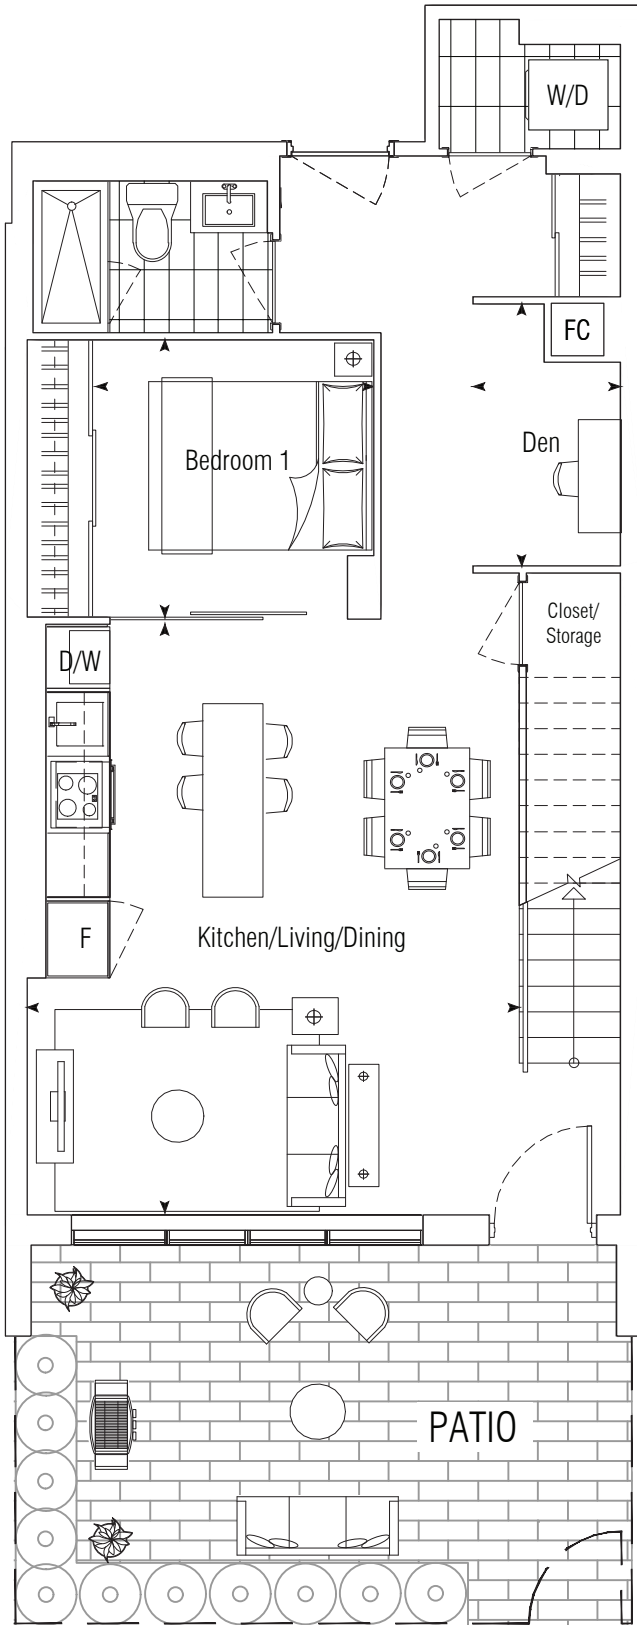 W/D
FC
Bedroom 1
Den
Closet/
Storage
D/W
F
Kitchen/Living/Dining
PATIO